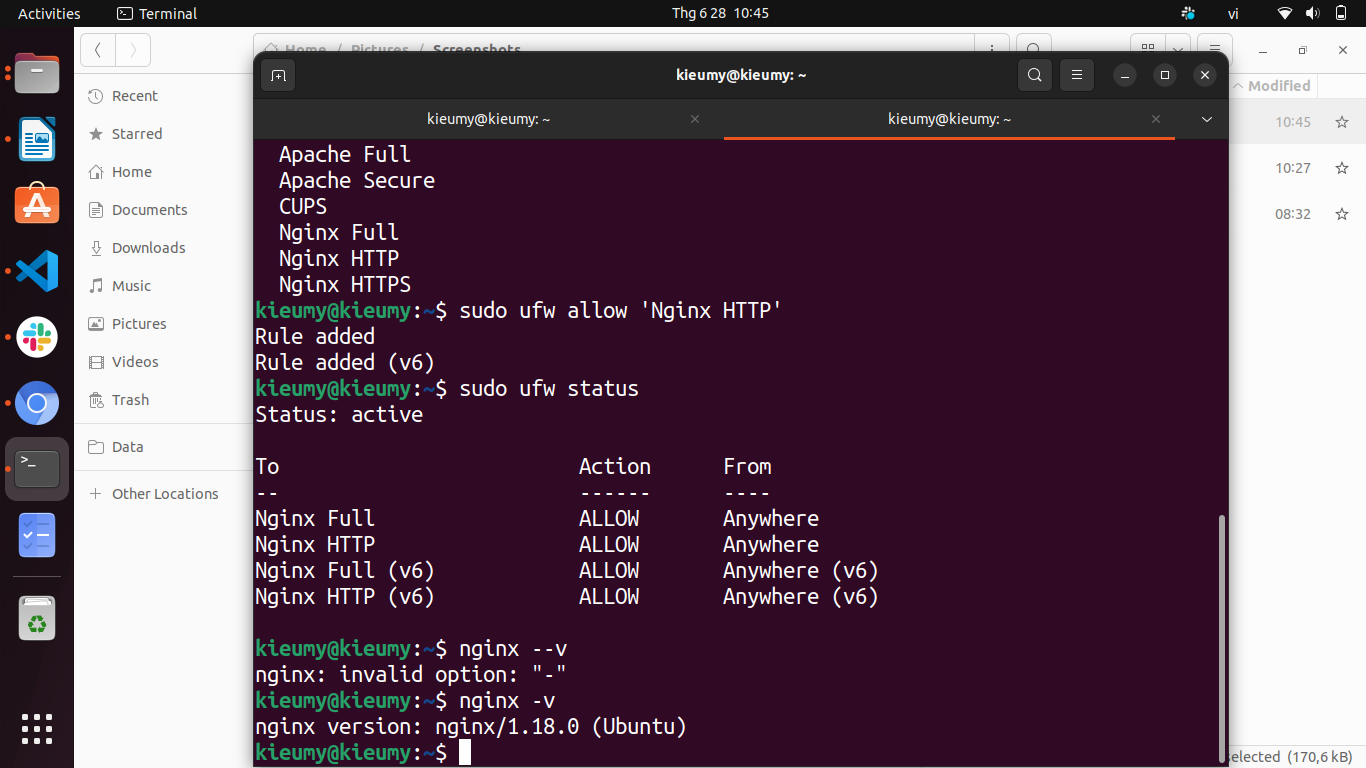 Activities Terminal Thg 6 28 10:45 vi
Home / Pictures / Screenshots
kieumy@kieumy: ~
Modified
Recent
kieumy@kieumy: ~ × kieumy@kieumy: ~ ×
10:45
Starred
10:27
Home
08:32
Documents
Downloads
Music
Pictures
Videos
Trash
Data
+ Other Locations
Apache Full
Apache Secure
CUPS
Nginx Full
Nginx HTTP
Nginx HTTPS
kieumy@kieumy:~$ sudo ufw allow 'Nginx HTTP'
Rule added
Rule added (v6)
kieumy@kieumy:~$ sudo ufw status
Status: active
To Action From
-- ------ ----
Nginx Full ALLOW Anywhere
Nginx HTTP ALLOW Anywhere
Nginx Full (v6) ALLOW Anywhere (v6)
Nginx HTTP (v6) ALLOW Anywhere (v6)
kieumy@kieumy:~$ nginx --v
nginx: invalid option: "-"
kieumy@kieumy:~$ nginx -v
nginx version: nginx/1.18.0 (Ubuntu)
kieumy@kieumy:~$
(170,6 kB)